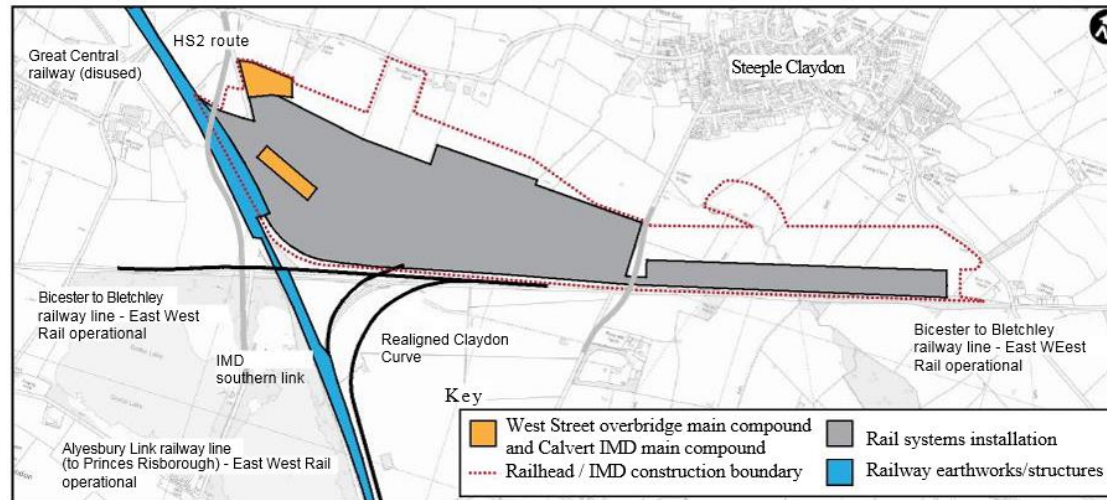 HS2 route
Great Central
railway (disused)
Steeple Claydon
Bicester to Bletchley
railway line - East West
Rail operational
IMD
southern link
Realigned Claydon
Curve
Bicester to Bletchley
railway line - East WEest
Rail operational
Alyesbury Link railway line
(to Princes Risborough) - East West Rail
operational
Key
West Street overbridge main compound
and Calvert IMD main compound
Railhead / IMD construction boundary
Rail systems installation
Railway earthworks/structures